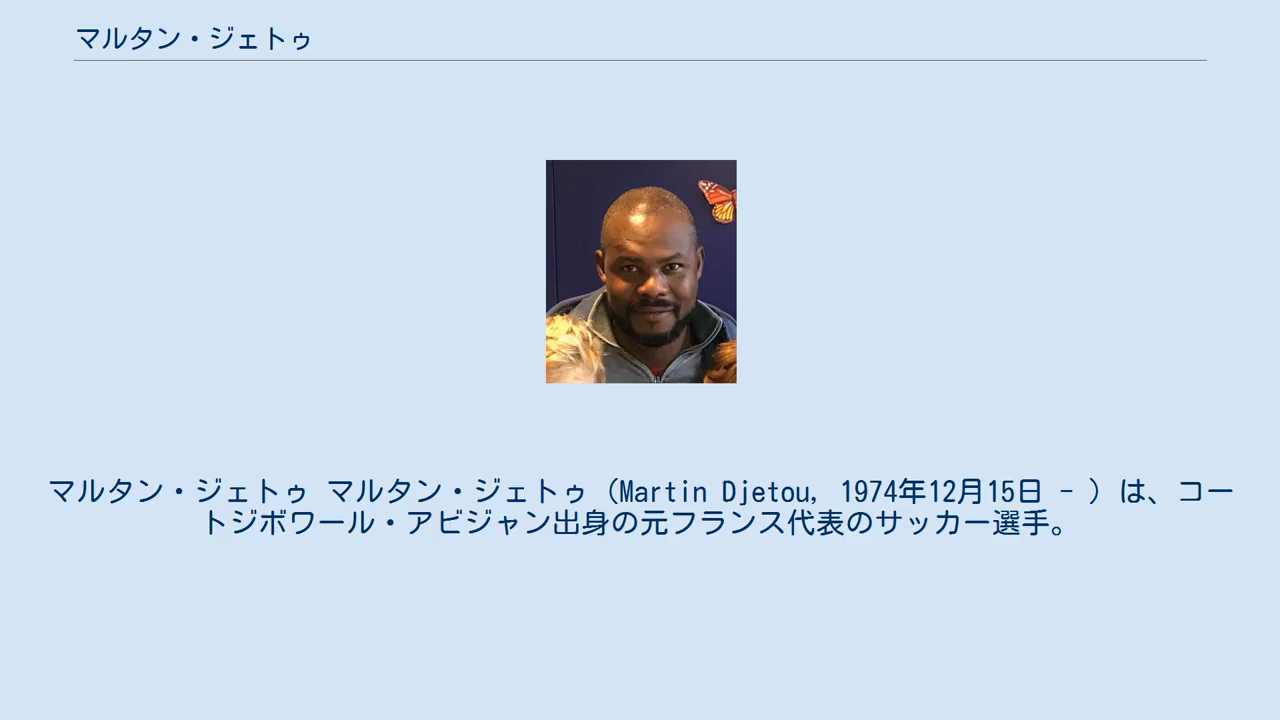 マルタン・ジェトゥ
マルタン・ジェトゥ マルタン・ジェトゥ（Martin Djetou, 1974年12月15日 - ）は、コー
トジボワール・アビジャン出身の元フランス代表のサッカー選手。